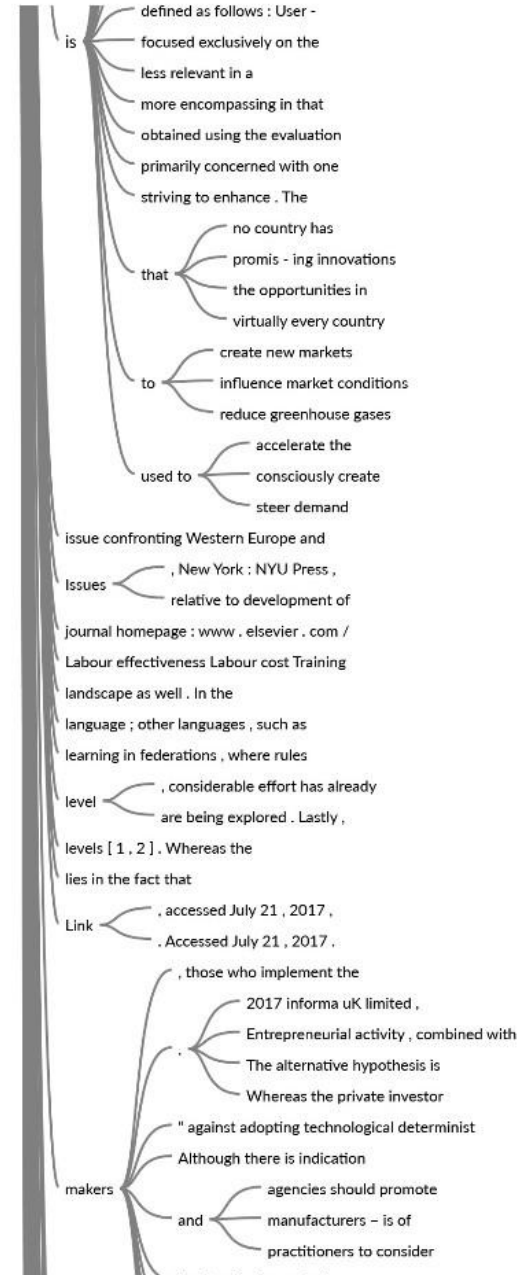 defined as follows : User -
is
focused exclusively on the
less relevant in a
more encompassing in that
obtained using the evaluation
primarily concerned with one
striving to enhance . The
no country has
promis - ing innovations
that
the opportunities in
virtually every country
create new markets
to
influence market conditions
reduce greenhouse gases
accelerate the
used to
consciously create
steer demand
issue confronting Western Europe and
, New York : NYU Press ,
Issues
relative to development of
journal homepage : www . elsevier . com /
Labour effectiveness Labour cost Training
landscape as well . In the
language ; other languages , such as
learning in federations , where rules
, considerable effort has already
level
are being explored . Lastly ,
levels [ 1 , 2 ] . Whereas the
lies in the fact that
, accessed July 21 , 2017 ,
Link
. Accessed July 21 , 2017 .
, those who implement the
2017 informa uK limited ,
Entrepreneurial activity , combined with
.
The alternative hypothesis is
Whereas the private investor
" against adopting technological determinist
Although there is indication
makers
agencies should promote
and
manufacturers – is of
practitioners to consider